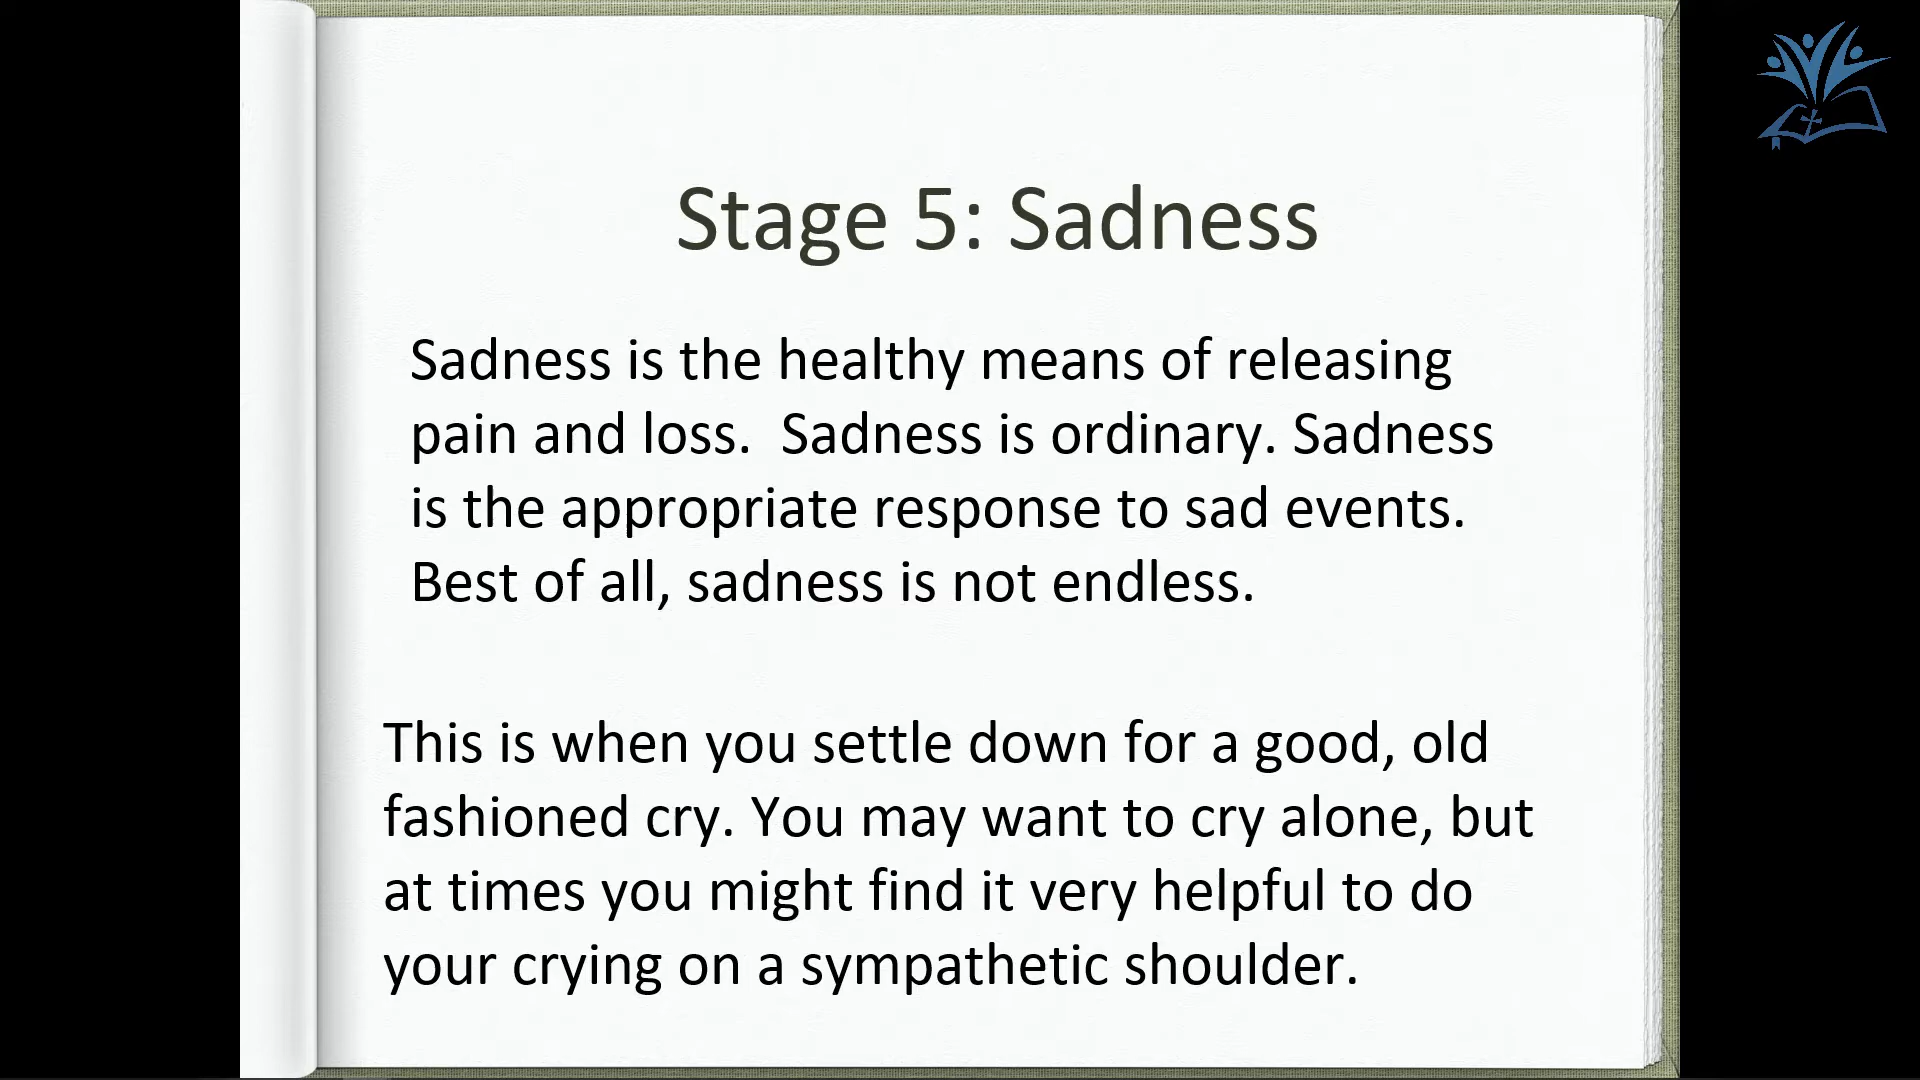 Stage 5: Sadness
Sadness is the healthy means of releasing
pain and loss.  Sadness is ordinary. Sadness
is the appropriate response to sad events.
Best of all, sadness is not endless.
This is when you settle down for a good, old
fashioned cry. You may want to cry alone, but
at times you might find it very helpful to do
your crying on a sympathetic shoulder.